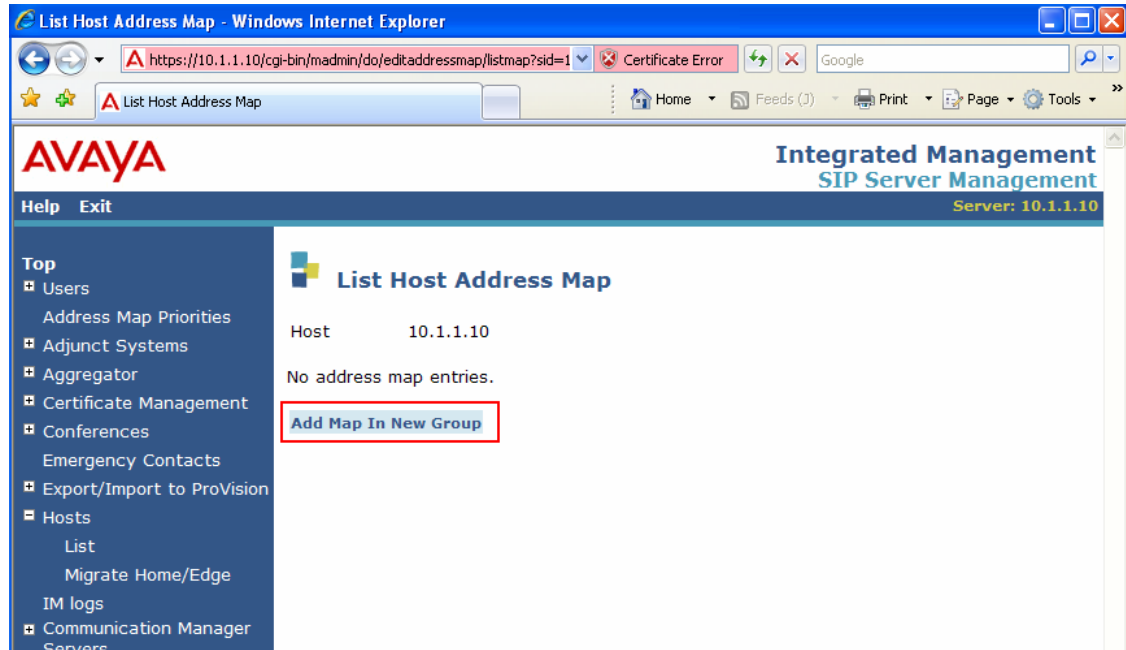 List Host Address Map - Windows Internet Explorer
https://10.1.1.10/cgi-bin/madmin/do/editaddressmap/listmap?sid=1
Certificate Error
Google
List Host Address Map
Home
Feeds (J)
Print
Page
Tools
»
AVAYA
Integrated Management
SIP Server Management
Help Exit
Server: 10.1.1.10
Top
Users
Address Map Priorities
Adjunct Systems
Aggregator
Certificate Management
Conferences
Emergency Contacts
Export/Import to ProVision
Hosts
List
Migrate Home/Edge
IM logs
Communication Manager
Servers
List Host Address Map
Host 10.1.1.10
No address map entries.
Add Map In New Group